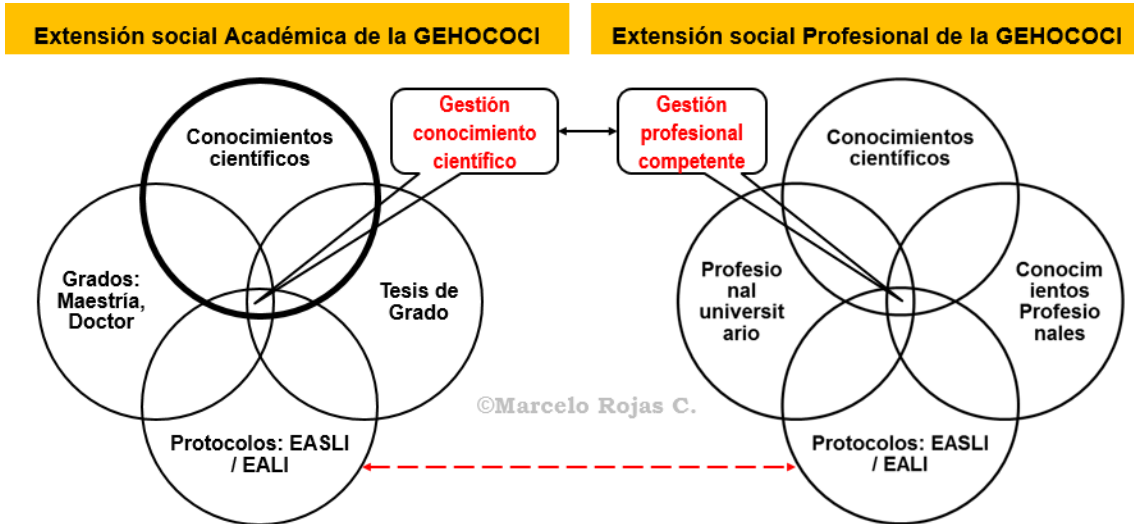 Extensión social Académica de la GEHOCOCI
Extensión social Profesional de la GEHOCOCI
Gestión
conocimiento
científico
Gestión
profesional
competente
Conocimientos
científicos
Grados:
Maestría,
Doctor
Tesis de
Grado
Protocolos: EASLI
/ EALI
Conocimientos
científicos
Profesio
nal
universit
ario
Conocim
ientos
Profesio
nales
Protocolos: EASLI
/ EALI
©Marcelo Rojas C.